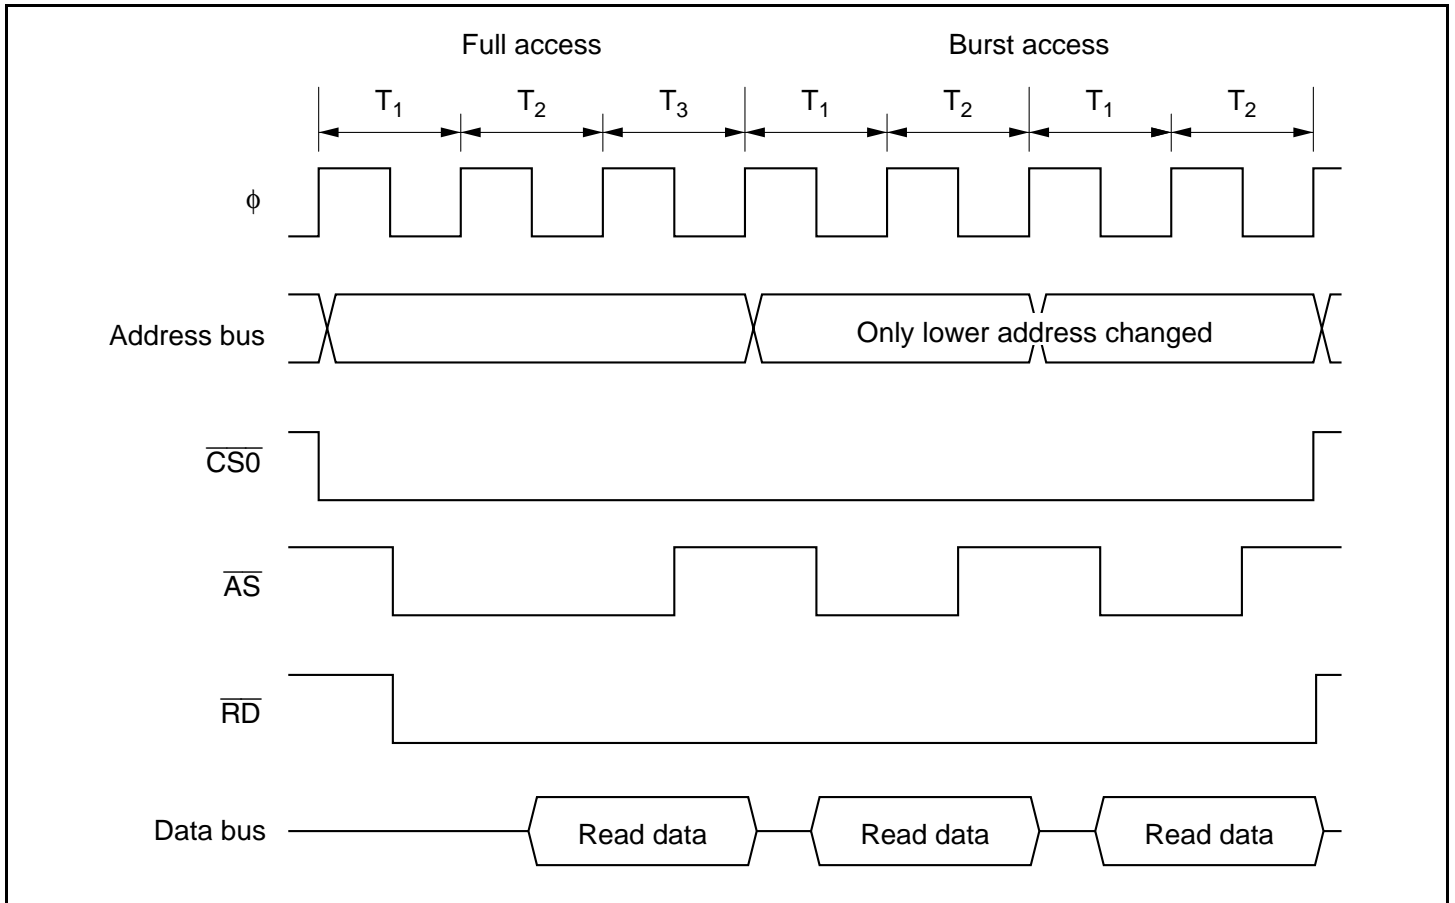 Full access Burst access
T1 T2 T3 T1 T2 T1 T2
ϕ
Address bus Only lower address changed
CS0
AS
RD
Data bus Read data Read data Read data